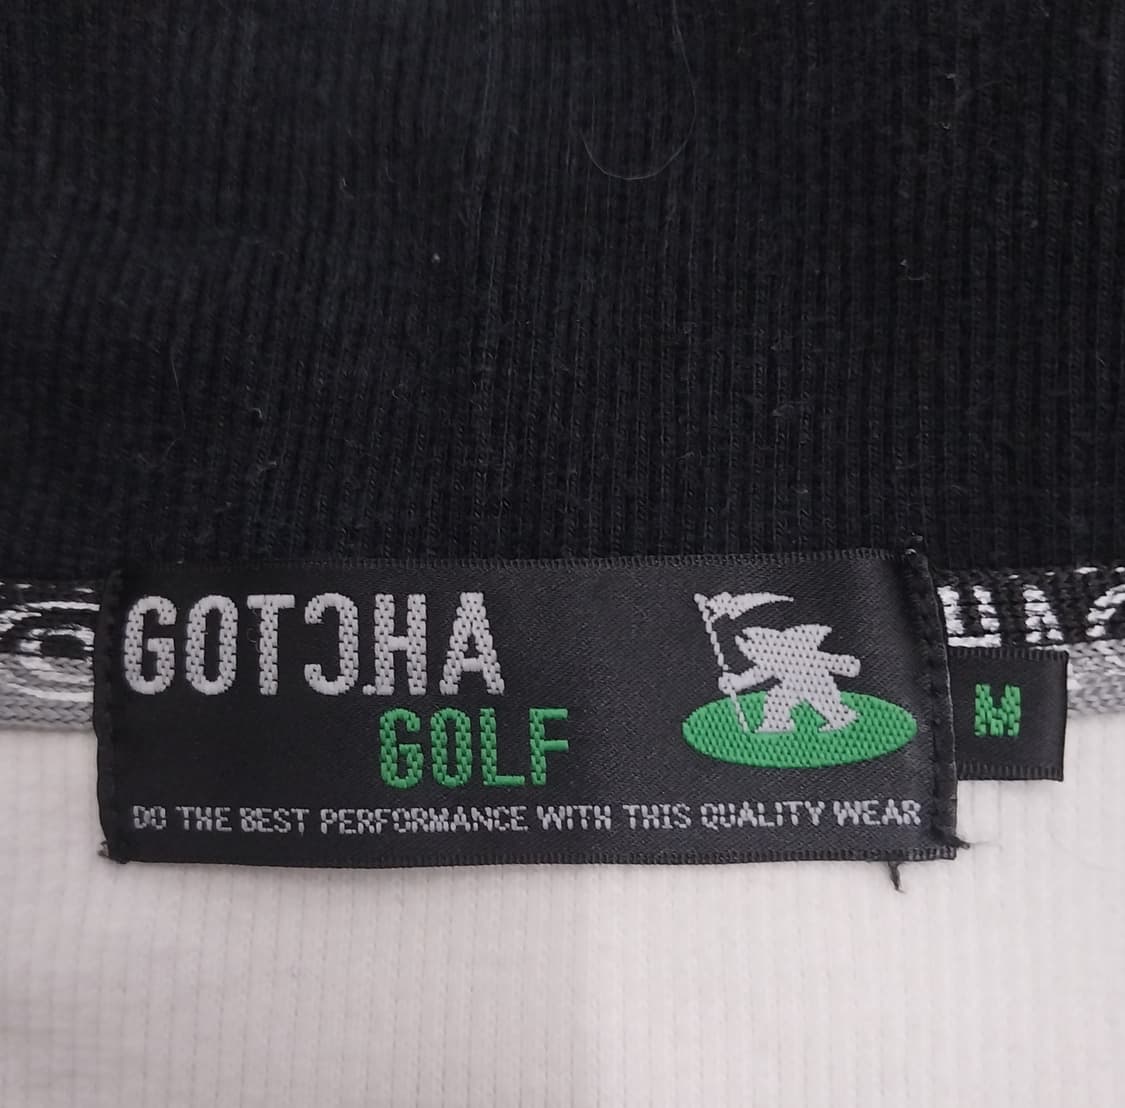 GOTCHA
GOLF
DO THE BEST PERFORMANCE WITH THIS QUALITY WEAR
M